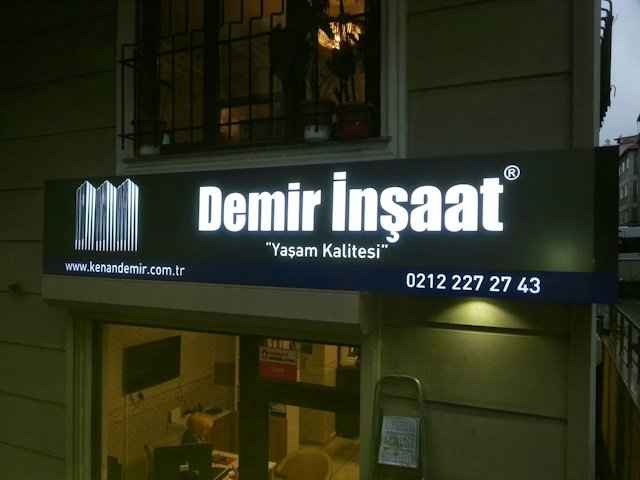 Demir İnşaat®
"Yaşam Kalitesi"
www.kenandemir.com.tr
0212 227 27 43